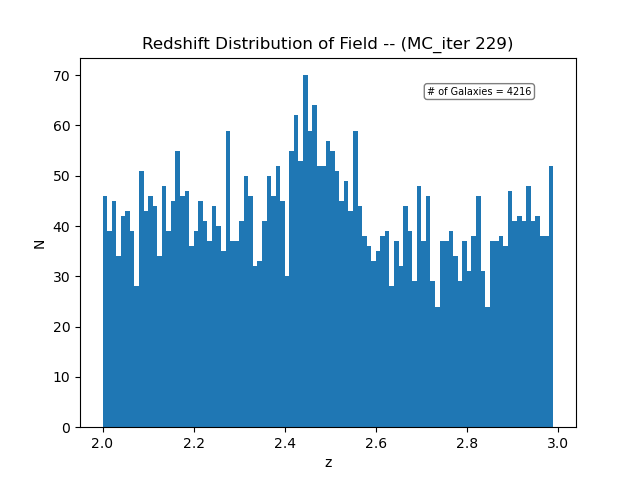 Redshift Distribution of Field -- (MC_iter 229)
# of Galaxies = 4216
70
60
50
40
30
20
10
0
N
2.0 2.2 2.4 2.6 2.8 3.0
z